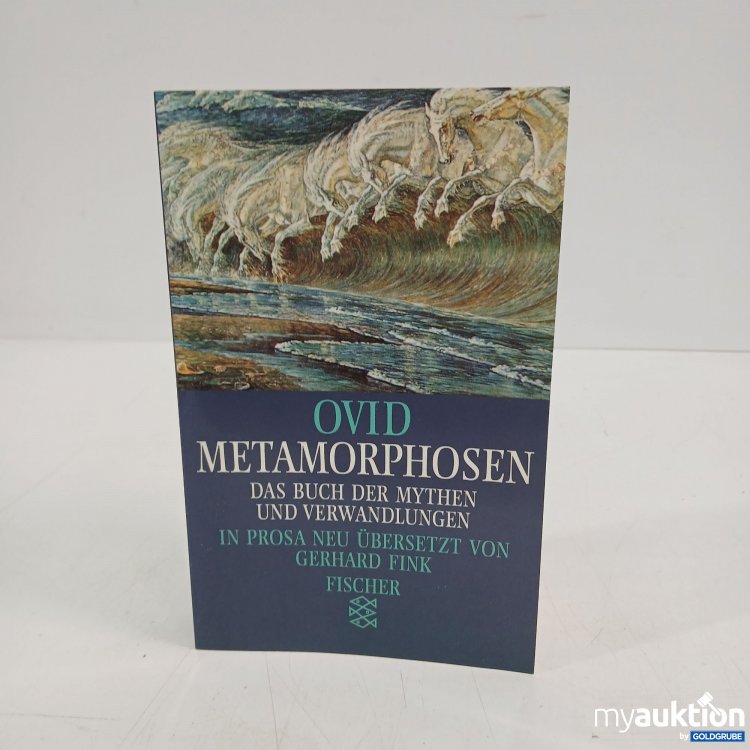 OVID
METAMORPHOSEN
DAS BUCH DER MYTHEN
UND VERWANDLUNGEN
IN PROSA NEU ÜBERSETZT VON
GERHARD FINK
FISCHER
myauktion
by GOLDGRUBE